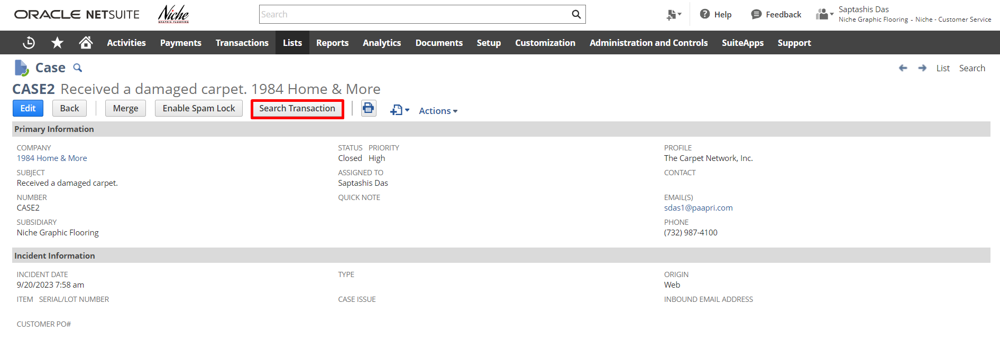 ORACLE NETSUITE
Niche
GRAPHIC FLOORING
Search
Help
Feedback
Saptashis Das
Niche Graphic Flooring - Niche - Customer Service
Activities Payments Transactions Lists Reports Analytics Documents Setup Customization Administration and Controls SuiteApps Support
Case
List Search
CASE2 Received a damaged carpet. 1984 Home & More
Edit Back Merge Enable Spam Lock Search Transaction Actions
Primary Information
COMPANY
1984 Home & More
SUBJECT
Received a damaged carpet.
NUMBER
CASE2
SUBSIDIARY
Niche Graphic Flooring
STATUS PRIORITY
Closed High
ASSIGNED TO
Saptashis Das
QUICK NOTE
PROFILE
The Carpet Network, Inc.
CONTACT
EMAIL(S)
sdas1@paapri.com
PHONE
(732) 987-4100
Incident Information
INCIDENT DATE
9/20/2023 7:58 am
ITEM SERIAL/LOT NUMBER
CUSTOMER PO#
TYPE
CASE ISSUE
ORIGIN
Web
INBOUND EMAIL ADDRESS